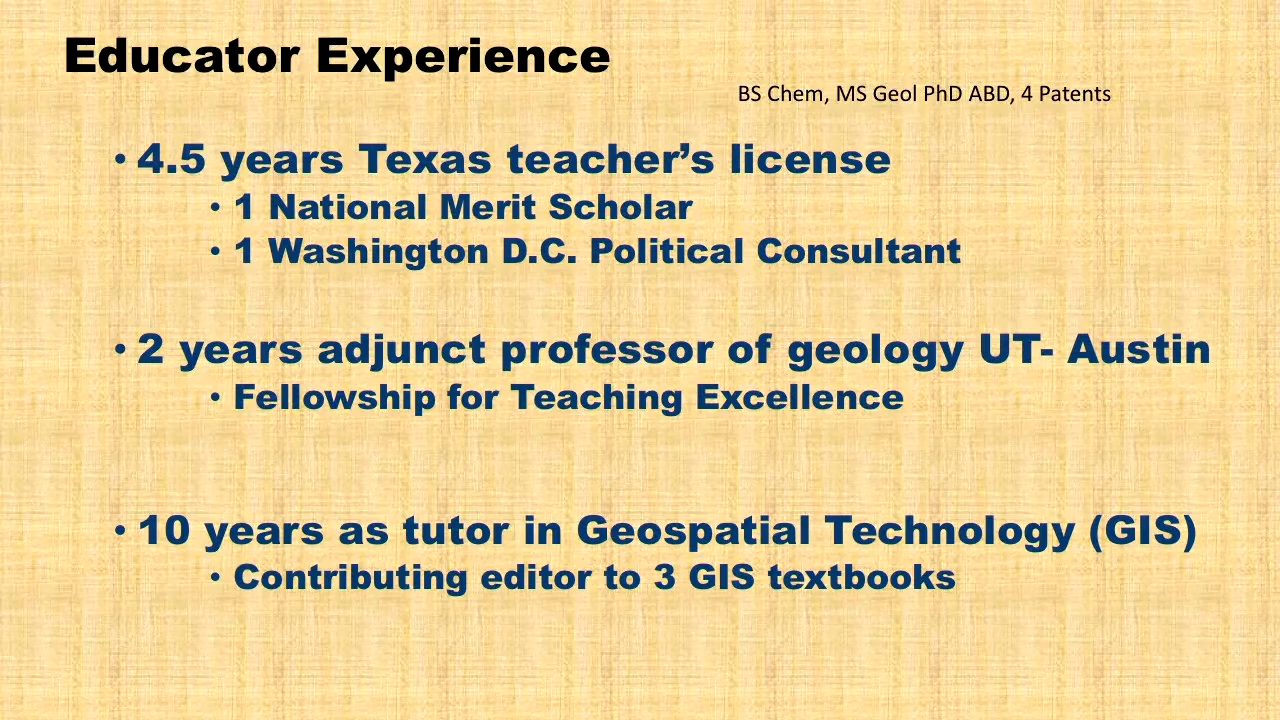 Educator Experience
BS Chem, MS Geol PhD ABD, 4 Patents
• 4.5 years Texas teacher’s license
• 1 National Merit Scholar
• 1 Washington D.C. Political Consultant
• 2 years adjunct professor of geology UT- Austin
• Fellowship for Teaching Excellence
• 10 years as tutor in Geospatial Technology (GIS)
• Contributing editor to 3 GIS textbooks